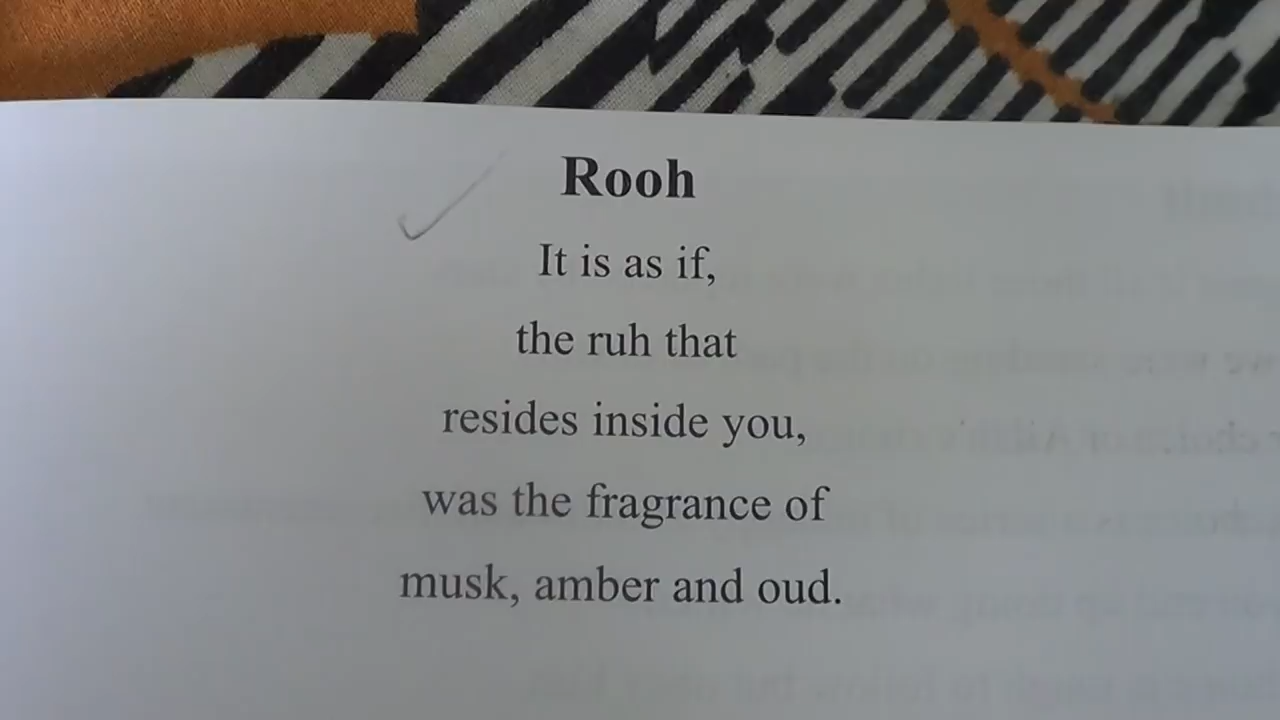 Rooh
It is as if,
the ruh that
resides inside you,
was the fragrance of
musk, amber and oud.